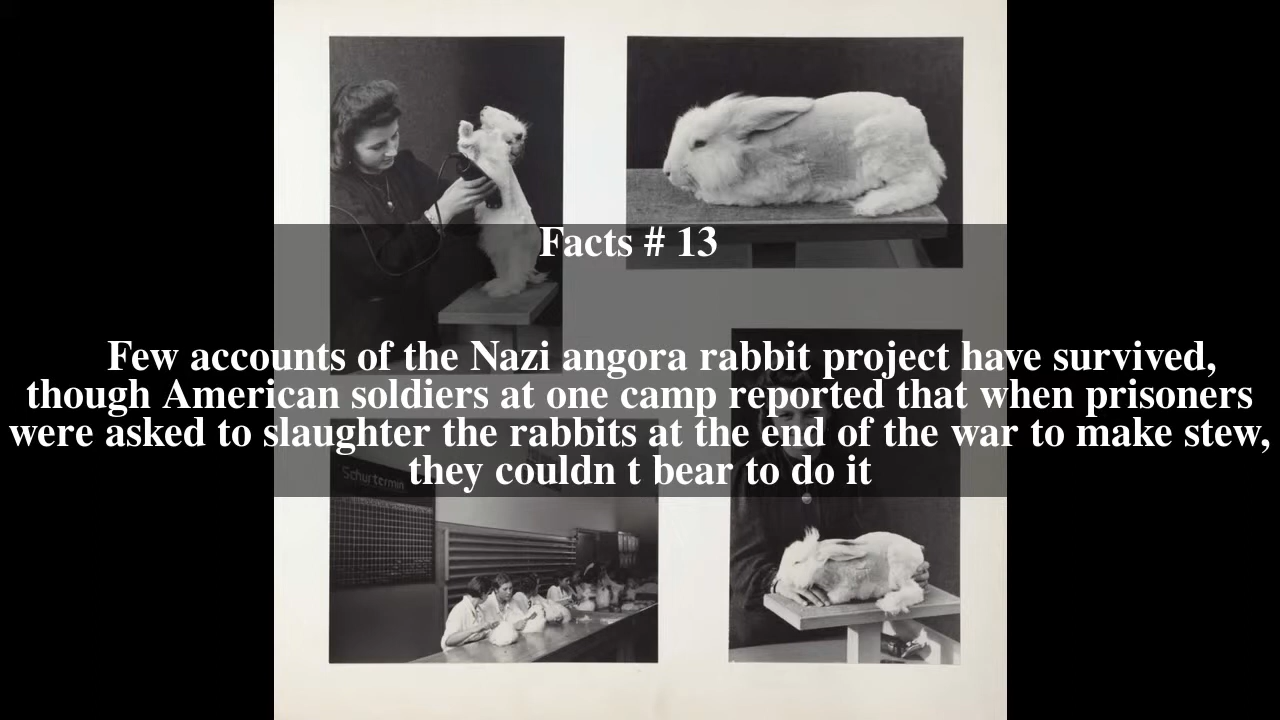 Facts # 13
Few accounts of the Nazi angora rabbit project have survived,
though American soldiers at one camp reported that when prisoners
were asked to slaughter the rabbits at the end of the war to make stew,
they couldn t bear to do it
Schurtermin